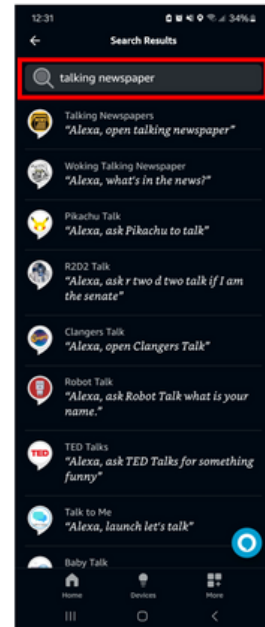 12:31
34%
Search Results
talking newspaper
Talking Newspapers
"Alexa, open talking newspaper"
Woking Talking Newspaper
"Alexa, what's in the news?"
Pikachu Talk
"Alexa, ask Pikachu to talk"
R2D2 Talk
"Alexa, ask r two d two talk if I am
the senate"
Clangers Talk
"Alexa, open Clangers Talk"
Robot Talk
"Alexa, ask Robot Talk what is your
name."
TED
TED Talks
"Alexa, ask TED Talks for something
funny"
Talk to Me
"Alexa, launch let's talk"
Baby Talk
Home
Devices
More